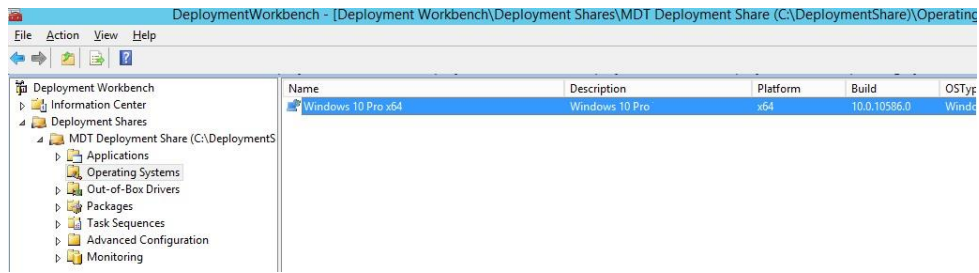 DeploymentWorkbench - [Deployment Workbench\Deployment Shares\MDT Deployment Share (C:\DeploymentShare)\Operating
File Action View Help
Deployment Workbench
Information Center
Deployment Shares
MDT Deployment Share (C:\DeploymentS
Applications
Operating Systems
Out-of-Box Drivers
Packages
Task Sequences
Advanced Configuration
Monitoring
Name Description Platform Build OSTyp
Windows 10 Pro x64 Windows 10 Pro x64 10.0.10586.0 Windo